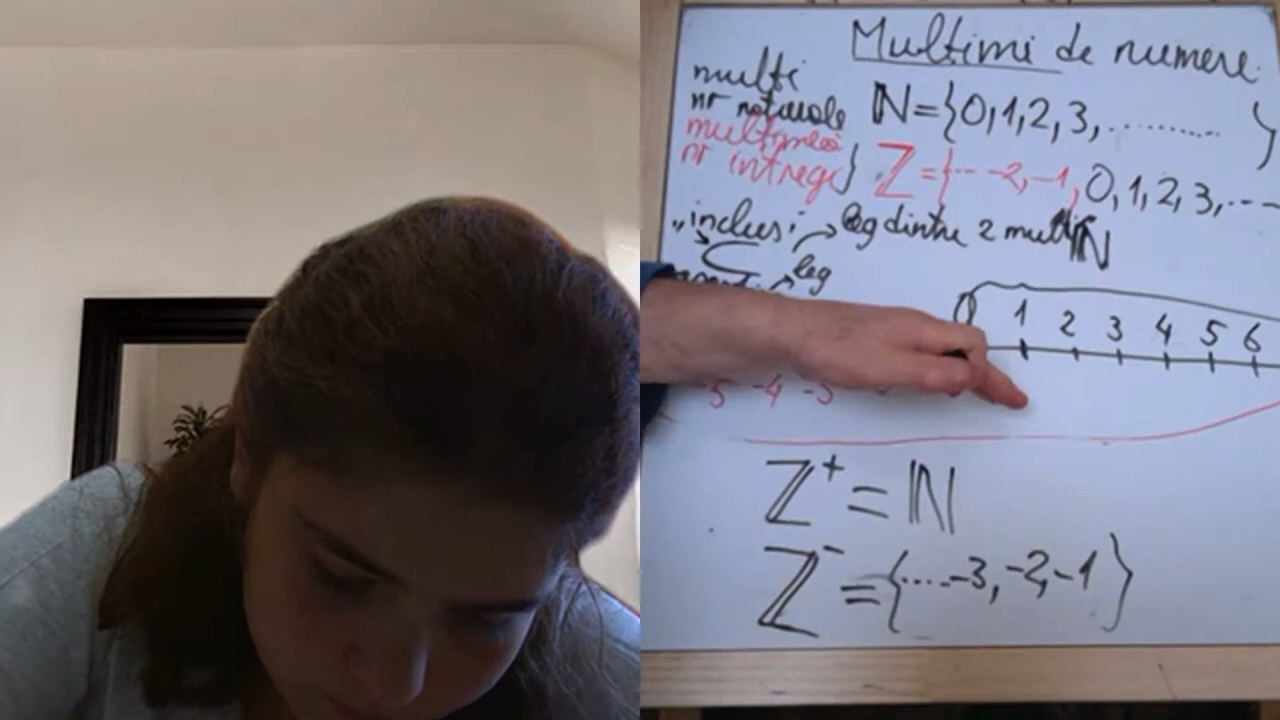 Multimi de numere
multi
nr naturale N={0,1,2,3,.........}
multimea
nr intregi} Z={... -2,-1,0,1,2,3,...
"inclusi leg dintre 2 multi N
leg
0 1 2 3 4 5 6
-5 -4 -3
Z+ = N
Z- ={....-3,-2,-1}